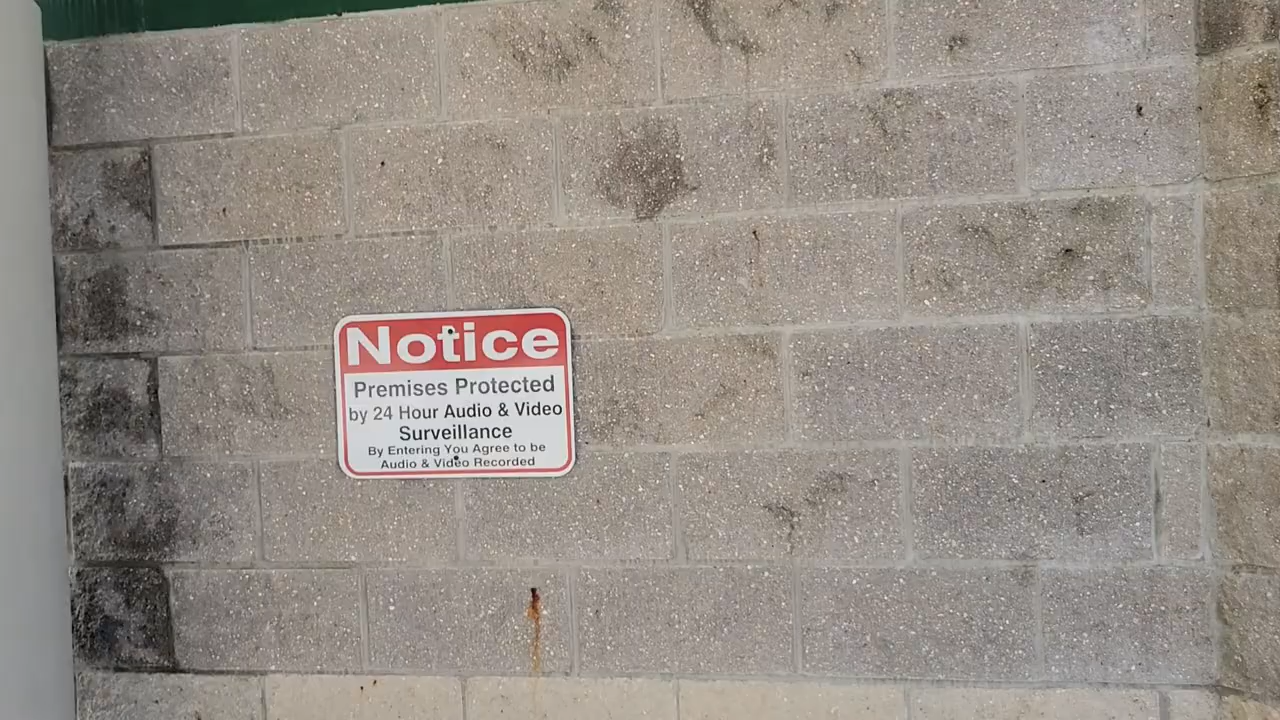 Notice
Premises Protected
by 24 Hour Audio & Video
Surveillance
By Entering You Agree to be
Audio & Video Recorded